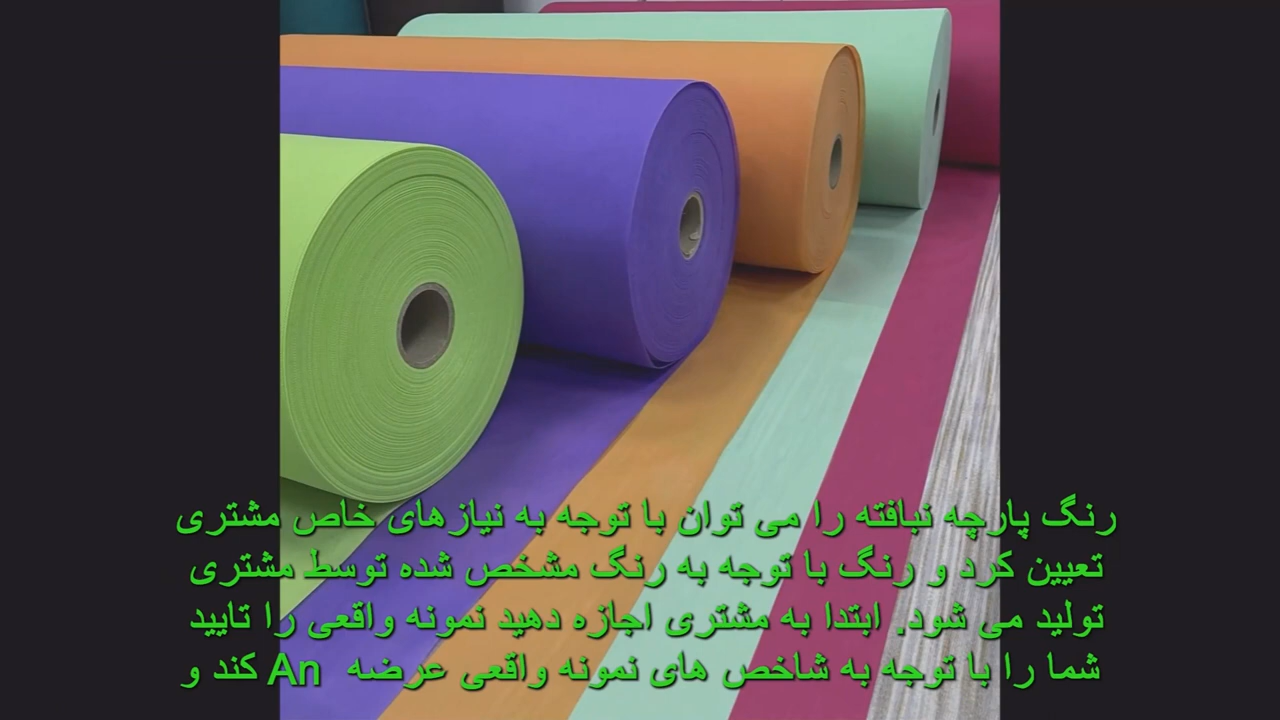 رنگ پارچه نبافته را می توان با توجه به نیازهای خاص مشتری
تعیین کرد و رنگ با توجه به رنگ مشخص شده توسط مشتری
تولید می شود. ابتدا به مشتری اجازه دهید نمونه واقعی را تایید
کند و An شما را با توجه به شاخص های نمونه واقعی عرضه